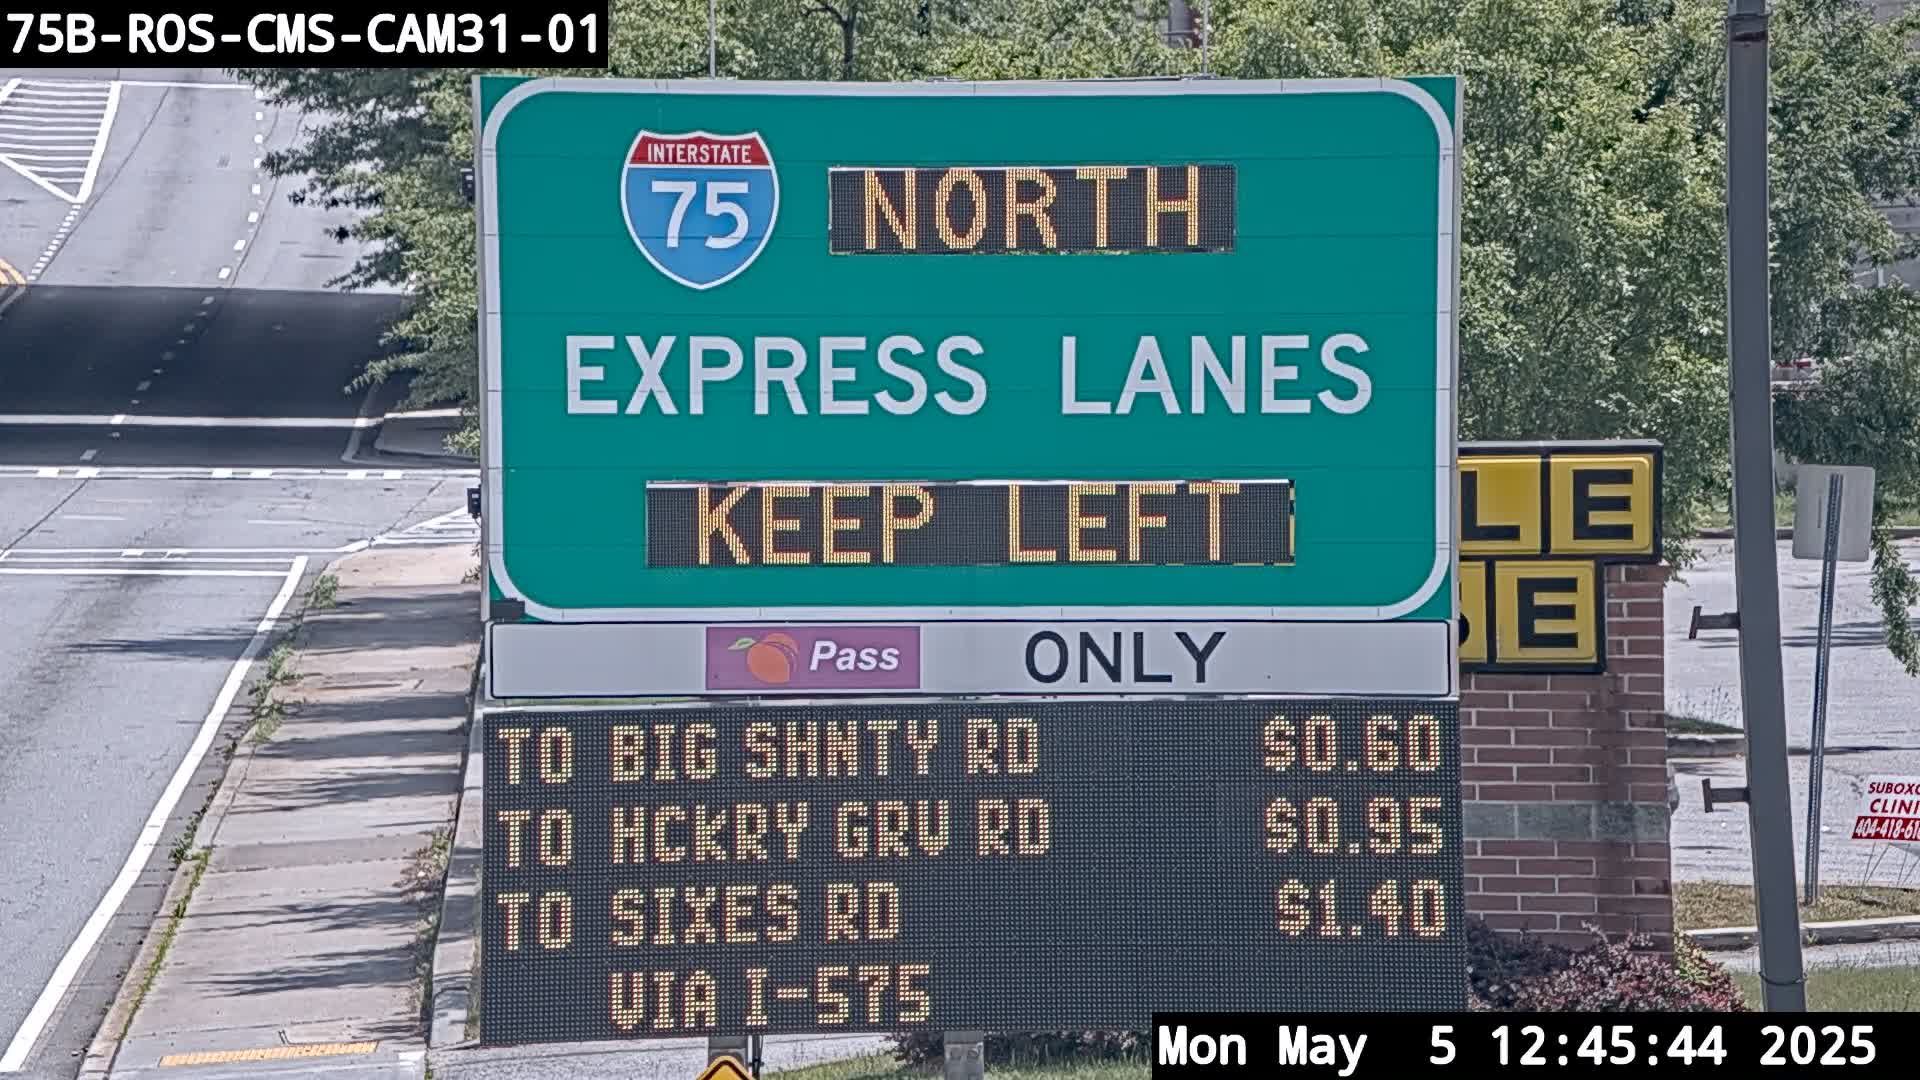 75B-ROS-CMS-CAM31-01
INTERSTATE
75
NORTH
EXPRESS LANES
KEEP LEFT
Pass ONLY
TO BIG SHNTY RD $0.60
TO HCKRY GRV RD $0.95
TO SIXES RD $1.40
VIA I-575
LE
E
CLINI
Mon May 5 12:45:44 2025